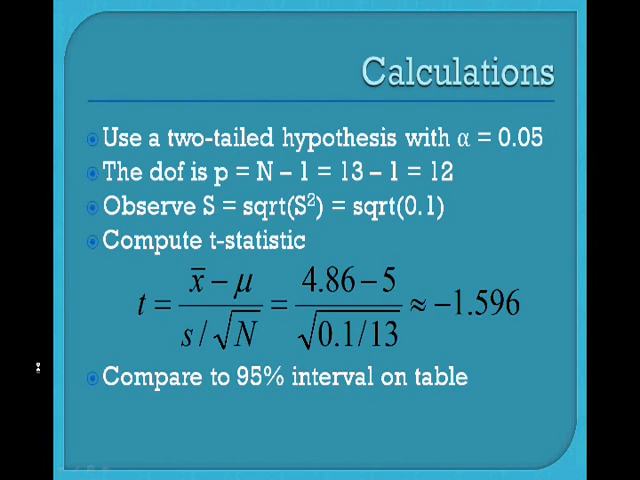 Calculations
Use a two-tailed hypothesis with α = 0.05
The dof is p = N – 1 = 13 – 1 = 12
Observe S = sqrt(S²) = sqrt(0.1)
Compute t-statistic
t = (x̄ − μ) / (s / √N) = (4.86 − 5) / √(0.1 / 13) ≈ −1.596
Compare to 95% interval on table